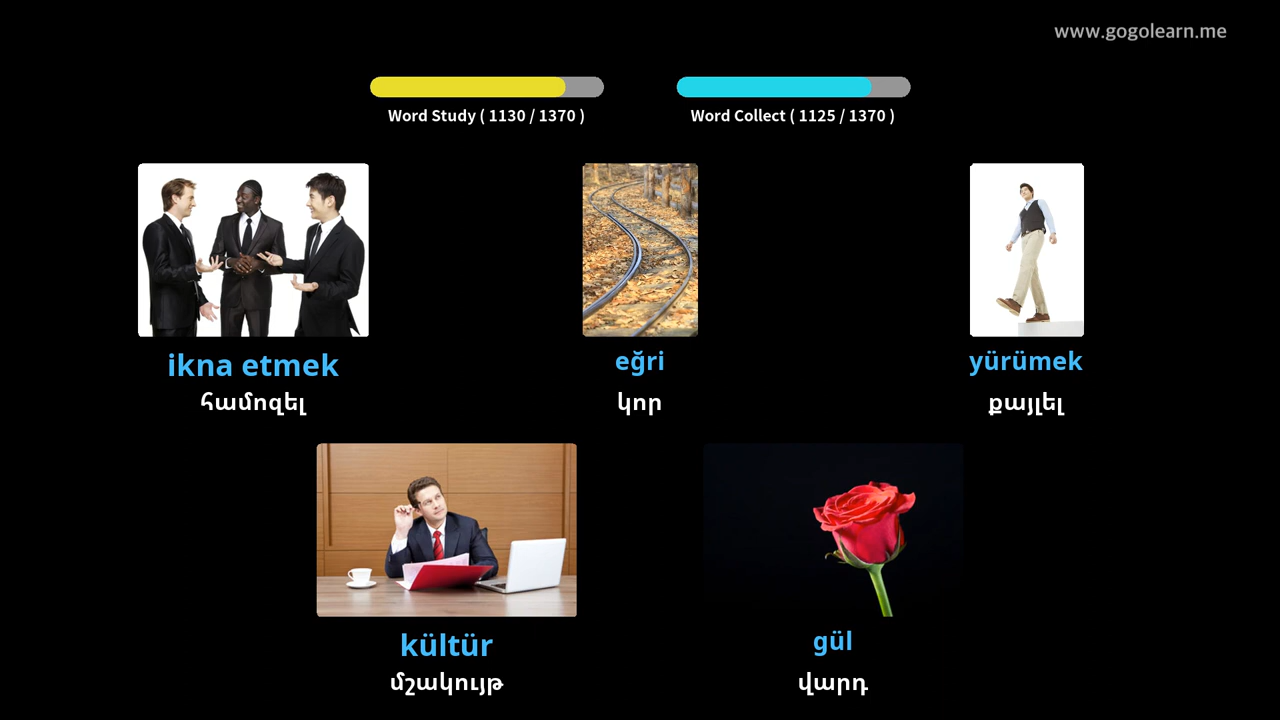 www.gogolearn.me
Word Study ( 1130 / 1370 )
Word Collect ( 1125 / 1370 )
ikna etmek
համոզել
eğri
կոր
yürümek
քայլել
kültür
մշակույթ
gül
վարդ